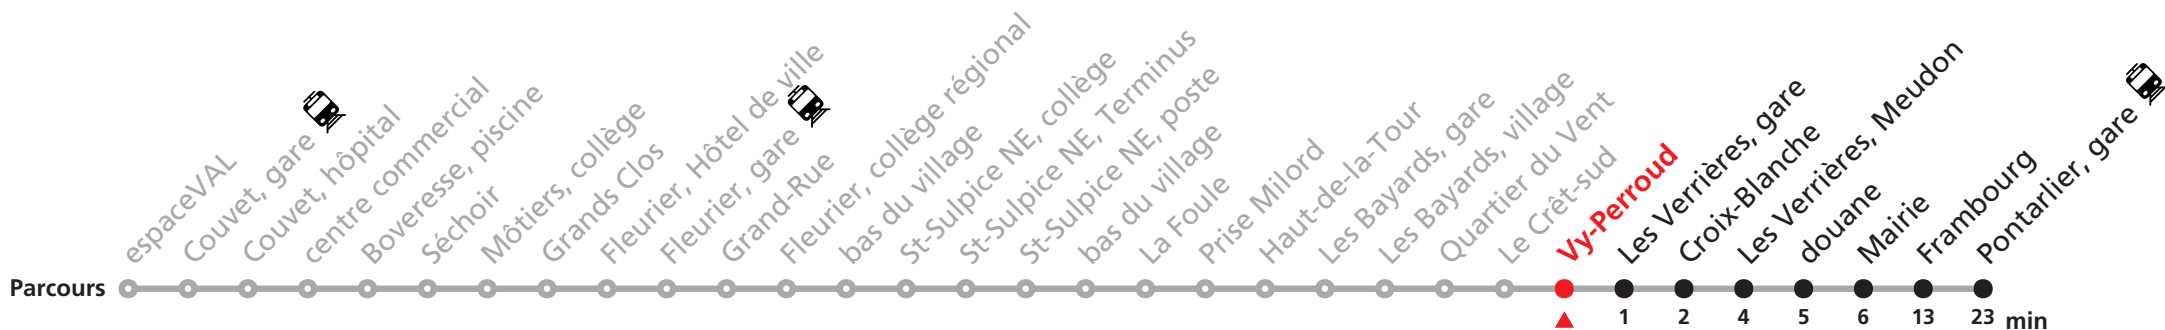 espaceVAL
Couvet, gare
Couvet, hôpital
centre commercial
Boveresse, piscine
Séchoir
Môtiers, collège
Grands Clos
Fleurier, Hôtel de ville
Fleurier, gare
Grand-Rue
Fleurier, collège régional
bas du village
St-Sulpice NE, collège
St-Sulpice NE, Terminus
St-Sulpice NE, poste
bas du village
La Foule
Prise Milord
Haut-de-la-Tour
Les Bayards, gare
Les Bayards, village
Quartier du Vent
Le Crêt-sud
Vy-Perroud
Les Verrières, gare
Croix-Blanche
Les Verrières, Meudon
douane
Mairie
Frambourg
Pontarlier, gare
Parcours
1 2 4 5 6 13 23 min